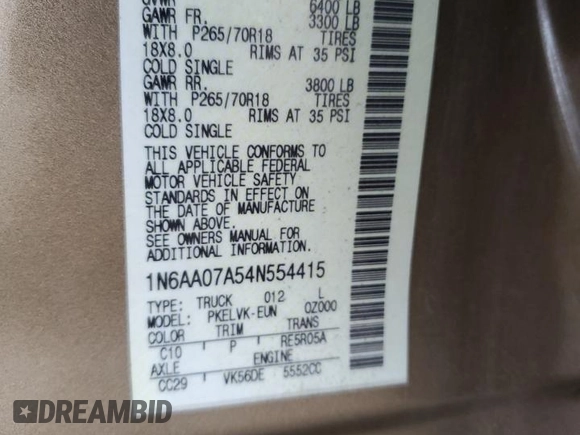 GVWR 6400 LB
GAWR FR. 3300 LB
WITH P265/70R18 TIRES
18X8.0 RIMS AT 35 PSI
COLD SINGLE
GAWR RR. 3800 LB
WITH P265/70R18 TIRES
18X8.0 RIMS AT 35 PSI
COLD SINGLE
THIS VEHICLE CONFORMS TO
ALL APPLICABLE FEDERAL
MOTOR VEHICLE SAFETY
STANDARDS IN EFFECT ON
THE DATE OF MANUFACTURE
SHOWN ABOVE.
SEE OWNERS MANUAL FOR
ADDITIONAL INFORMATION.
1N6AA07A54N554415
TYPE: TRUCK 012 L
MODEL: PKELVK-EUN 0Z000
COLOR TRIM TRANS
C10 P RE5R05A
AXLE ENGINE
CC29 VK56DE 5552CC
DREAMBID